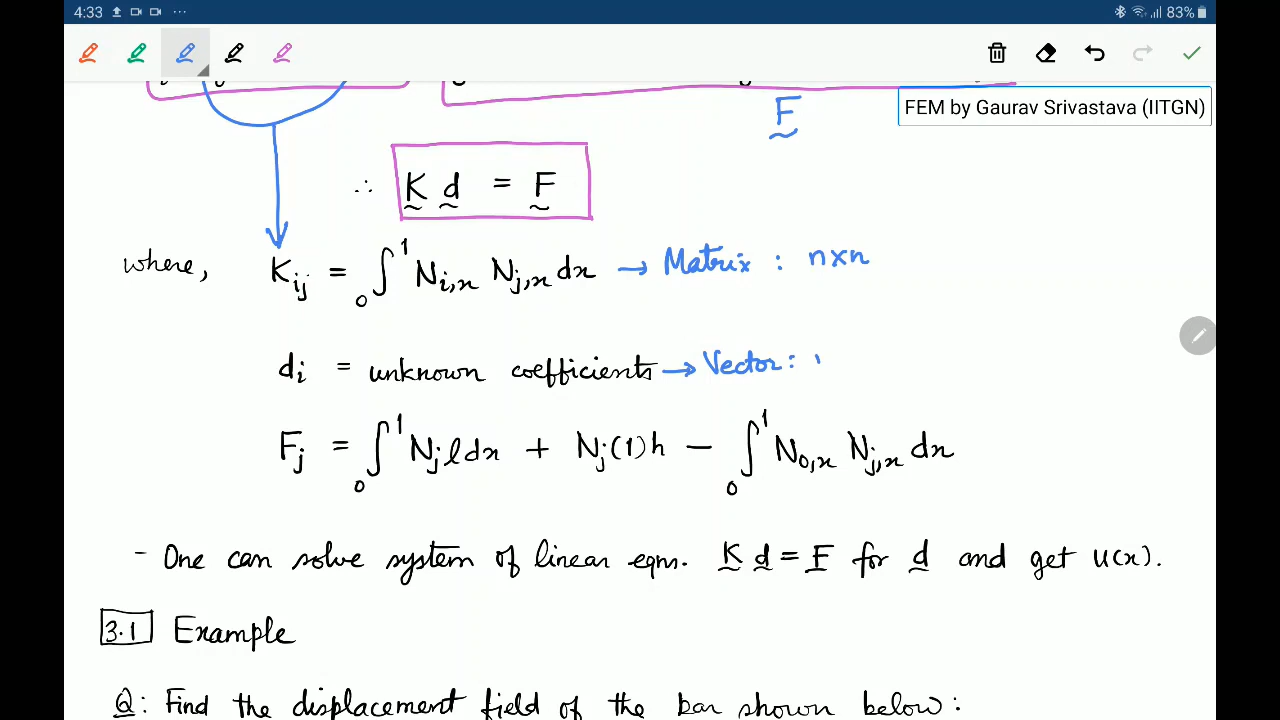 4:33 ... 83%
FEM by Gaurav Srivastava (IITGN)
F
∴ K d = F
where, Kij = ∫₀¹ Ni,x Nj,x dx → Matrix : n×n
di = unknown coefficients → Vector :
Fj = ∫₀¹ Nj l dx + Nj(1)h − ∫₀¹ N0,x Nj,x dx
- One can solve system of linear eqns. K d = F for d and get u(x).
3.1 Example
Q: Find the displacement field of the bar shown below: